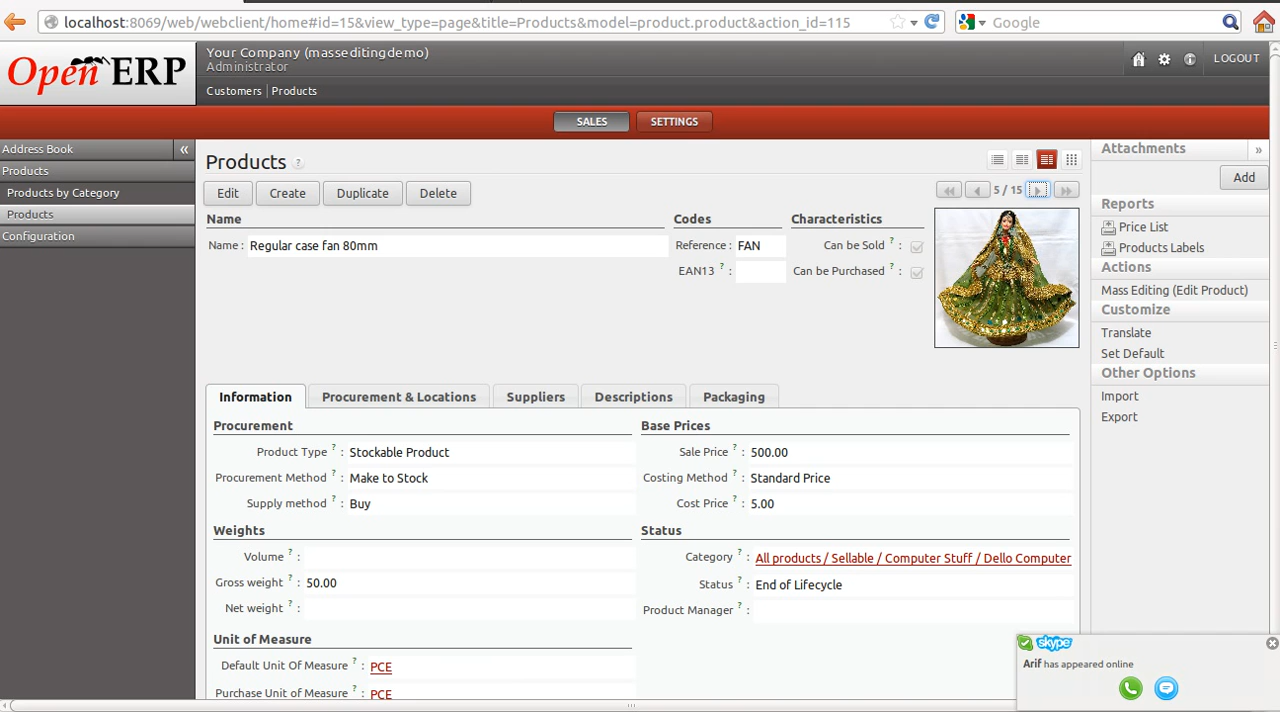 localhost:8069/web/webclient/home#id=15&view_type=page&title=Products&model=product.product&action_id=115
Google
Open ERP
Your Company (masseditingdemo)
Administrator
Customers | Products
LOGOUT
SALES
SETTINGS
Address Book
«
Products
Products by Category
Products
Configuration
Products ?
Edit
Create
Duplicate
Delete
5 / 15
Name
Name : Regular case fan 80mm
Codes
Reference : FAN
EAN13 ? :
Characteristics
Can be Sold ? :
Can be Purchased ? :
Information
Procurement & Locations
Suppliers
Descriptions
Packaging
Procurement
Product Type ? : Stockable Product
Procurement Method ? : Make to Stock
Supply method ? : Buy
Base Prices
Sale Price ? : 500.00
Costing Method ? : Standard Price
Cost Price ? : 5.00
Weights
Volume ? :
Gross weight ? : 50.00
Net weight ? :
Status
Category ? : All products / Sellable / Computer Stuff / Dello Computer
Status ? : End of Lifecycle
Product Manager ? :
Unit of Measure
Default Unit Of Measure ? : PCE
Purchase Unit of Measure ? : PCE
Attachments
»
Add
Reports
Price List
Products Labels
Actions
Mass Editing (Edit Product)
Customize
Translate
Set Default
Other Options
Import
Export
skype
Arif has appeared online